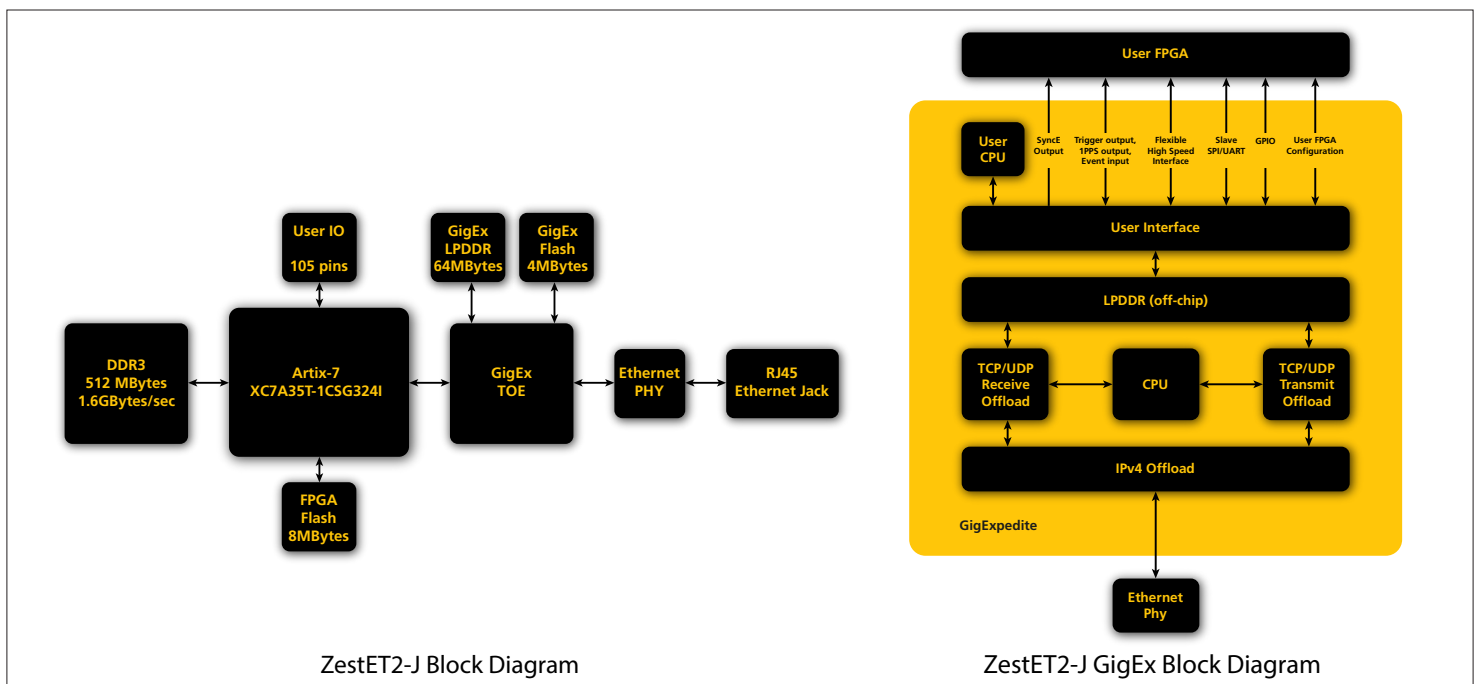 User IO
105 pins
GigEx
LPDDR
64MBytes
GigEx
Flash
4MBytes
DDR3
512 MBytes
1.6GBytes/sec
Artix-7
XC7A35T-1CSG324I
GigEx
TOE
Ethernet
PHY
RJ45
Ethernet Jack
FPGA
Flash
8MBytes
ZestET2-J Block Diagram
User FPGA
User
CPU
SyncE
Output
Trigger output,
1PPS output,
Event input
Flexible
High Speed
Interface
Slave
SPI/UART
GPIO
User FPGA
Configuration
User Interface
LPDDR (off-chip)
TCP/UDP
Receive
Offload
CPU
TCP/UDP
Transmit
Offload
IPv4 Offload
GigExpedite
Ethernet
Phy
ZestET2-J GigEx Block Diagram